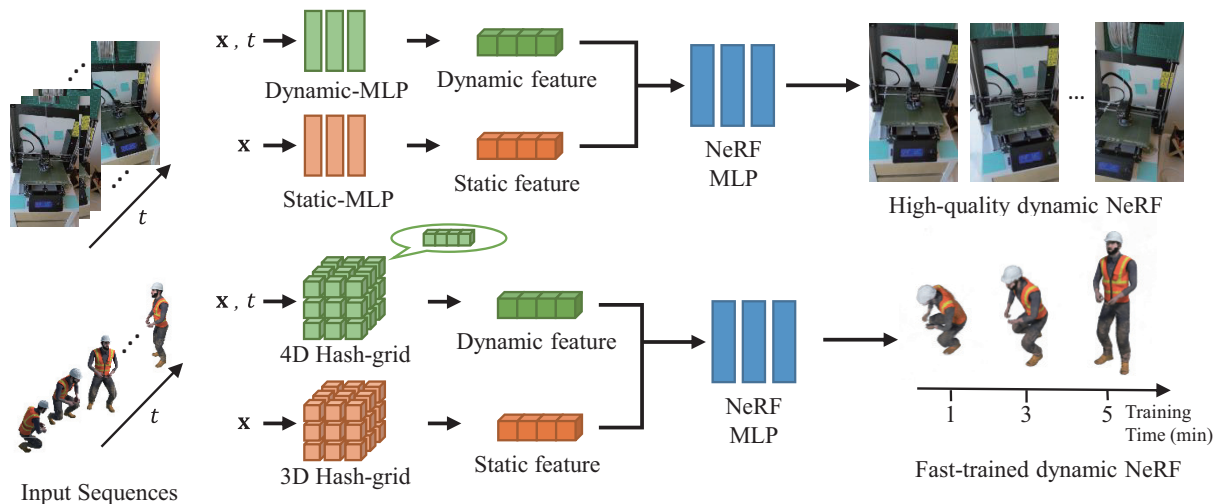 x , t
Dynamic-MLP
Dynamic feature
x
Static-MLP
Static feature
NeRF
MLP
...
High-quality dynamic NeRF
t
x , t
4D Hash-grid
Dynamic feature
x
3D Hash-grid
Static feature
NeRF
MLP
t
Input Sequences
1
3
5
Training
Time (min)
Fast-trained dynamic NeRF